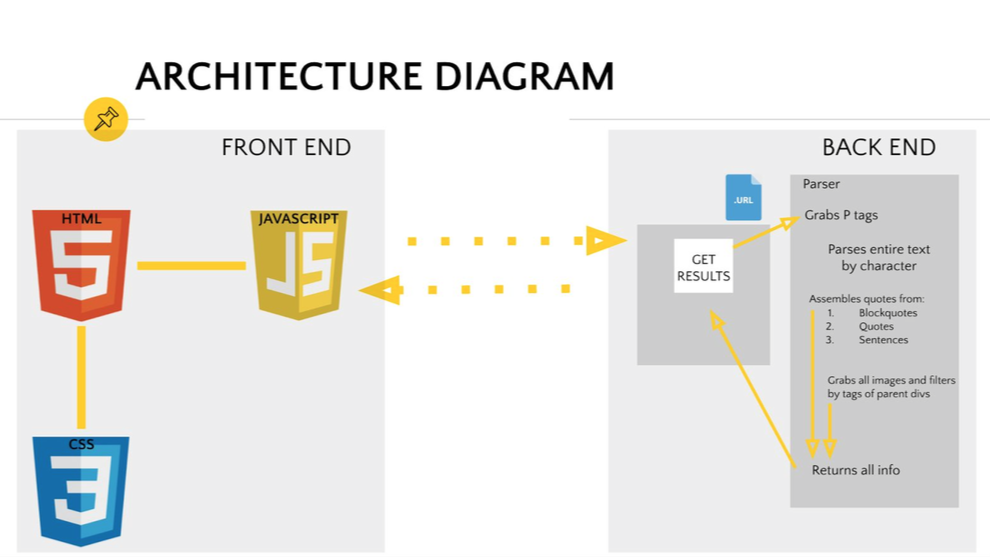 ARCHITECTURE DIAGRAM
FRONT END
HTML
5
JAVASCRIPT
JS
CSS
3
BACK END
.URL
GET
RESULTS
Parser
Grabs P tags
Parses entire text
by character
Assembles quotes from:
1. Blockquotes
2. Quotes
3. Sentences
Grabs all images and filters
by tags of parent divs
Returns all info